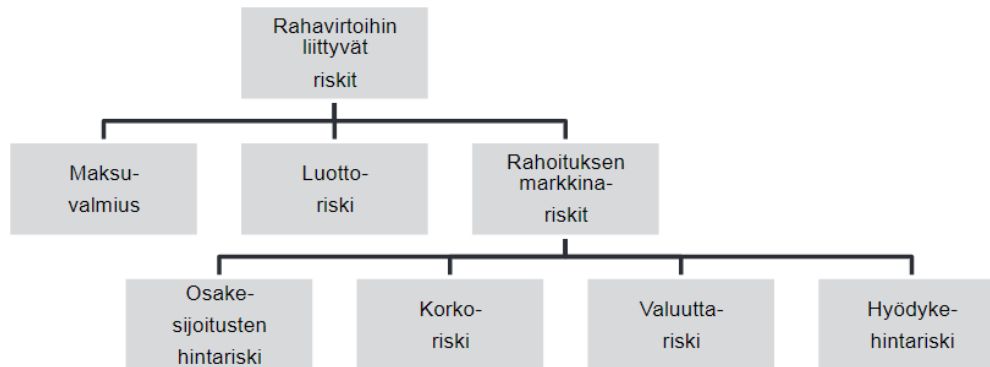 Rahavirtoihin
liittyvät
riskit
Maksu-
valmius
Luotto-
riski
Rahoituksen
markkina-
riskit
Osake-
sijoitusten
hintariski
Korko-
riski
Valuutta-
riski
Hyödyke-
hintariski